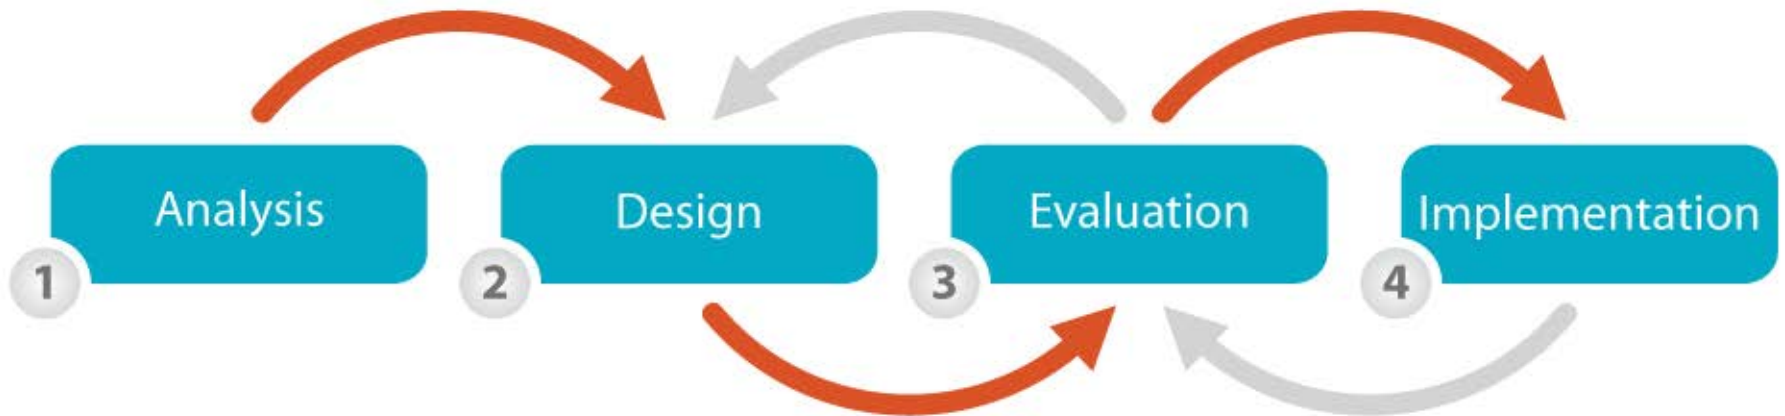 Analysis
1
Design
2
Evaluation
3
Implementation
4